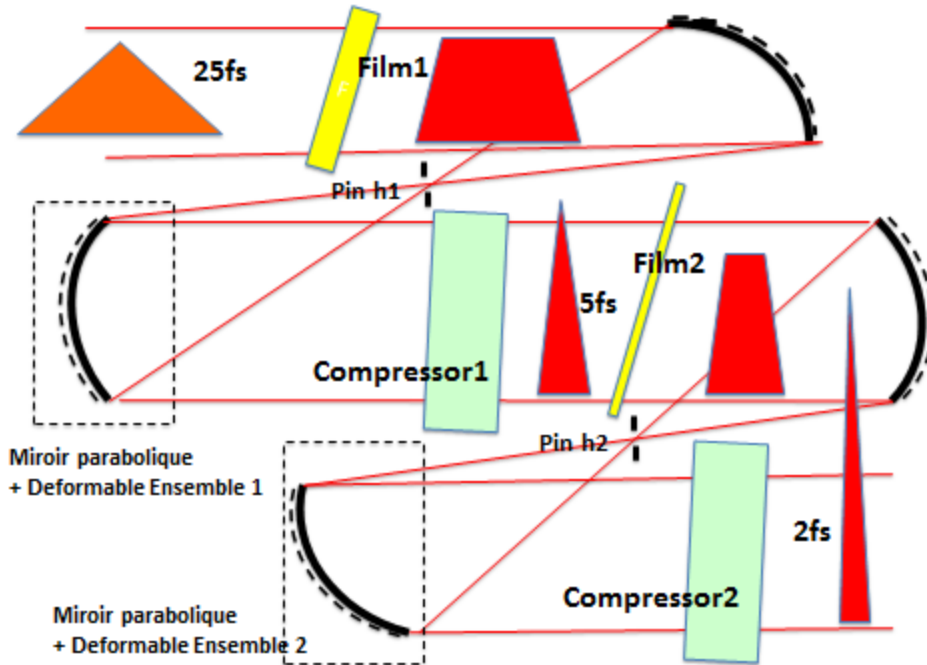 25fs
F
Film1
Pin h1
Film2
5fs
Compressor1
Pin h2
Miroir parabolique
+ Deformable Ensemble 1
2fs
Compressor2
Miroir parabolique
+ Deformable Ensemble 2